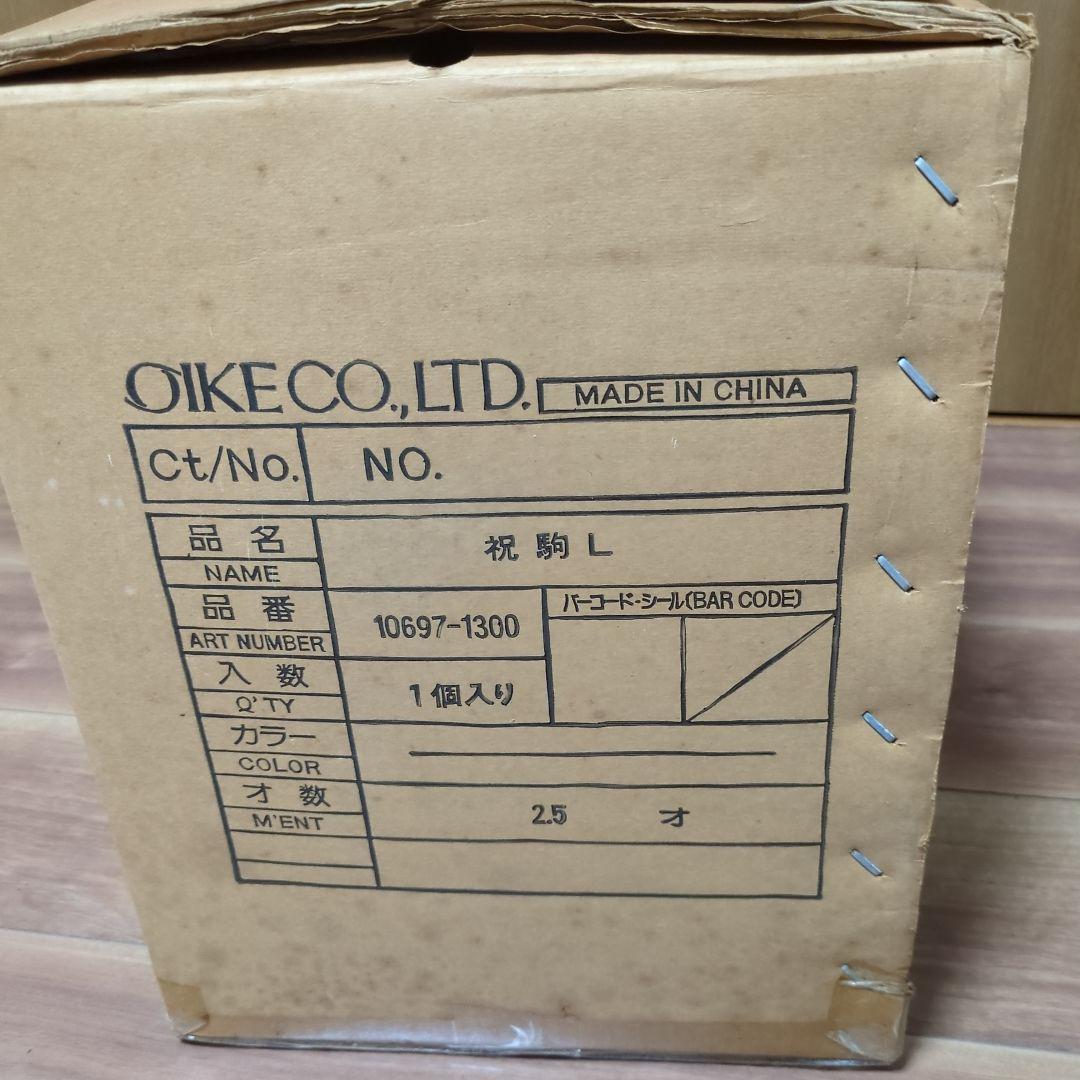 OIKE CO., LTD. MADE IN CHINA
Ct/No. NO.
品名 祝駒 L
NAME
品番 10697-1300 バーコード・シール(BAR CODE)
ART NUMBER
入数 1個入り
Q'TY
カラー
COLOR
才数 2.5 才
M'ENT